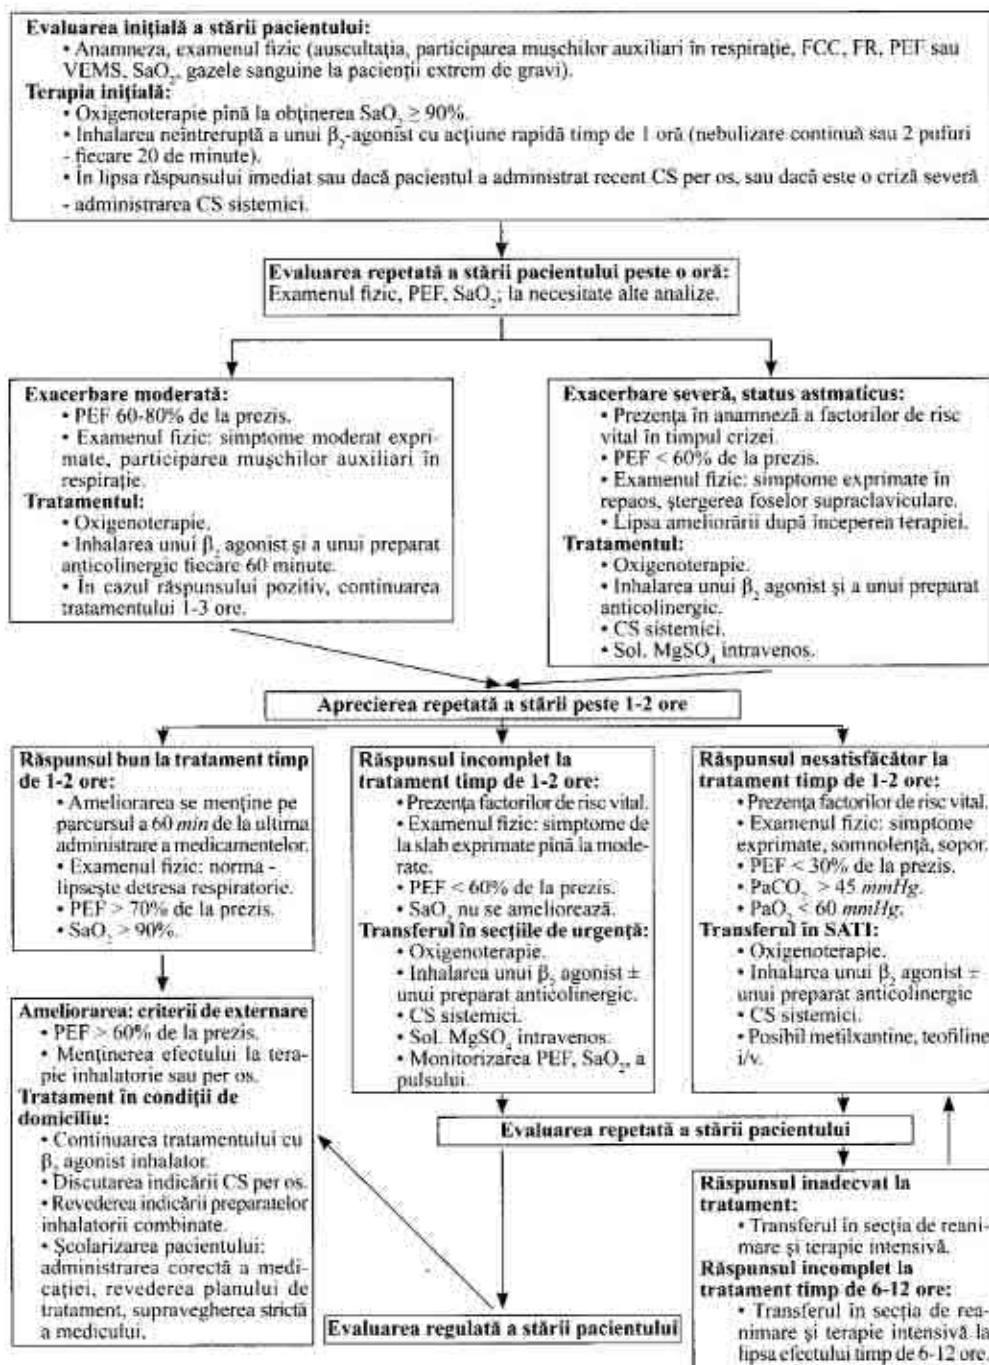 Evaluarea inițială a stării pacientului:
• Anamneza, examenul fizic (auscultația, participarea mușchilor auxiliari în respirație, FCC, FR, PEF sau
VEMS, SaO₂, gazele sanguine la pacienții extrem de gravi).
Terapia inițială:
• Oxigenoterapie pînă la obținerea SaO₂ ≥ 90%.
• Inhalarea neîntreruptă a unui β₂-agonist cu acțiune rapidă timp de 1 oră (nebulizare continuă sau 2 pufuri
- fiecare 20 de minute).
• În lipsa răspunsului imediat sau dacă pacientul a administrat recent CS per os, sau dacă este o criză severă
- administrarea CS sistemici.
Evaluarea repetată a stării pacientului peste o oră:
Examenul fizic, PEF, SaO₂; la necesitate alte analize.
Exacerbare moderată:
• PEF 60-80% de la prezis.
• Examenul fizic: simptome moderat expri-
mate, participarea mușchilor auxiliari în
respirație.
Tratamentul:
• Oxigenoterapie.
• Inhalarea unui β₂ agonist și a unui preparat
anticolinergic fiecare 60 minute.
• În cazul răspunsului pozitiv, continuarea
tratamentului 1-3 ore.
Exacerbare severă, status astmaticus:
• Prezența în anamneză a factorilor de risc
vital în timpul crizei.
• PEF < 60% de la prezis.
• Examenul fizic: simptome exprimate în
repaos, ștergerea foselor supraclaviculare.
• Lipsa ameliorării după începerea terapiei.
Tratamentul:
• Oxigenoterapie.
• Inhalarea unui β₂ agonist și a unui preparat
anticolinergic.
• CS sistemici.
• Sol. MgSO₄ intravenos.
Aprecierea repetată a stării peste 1-2 ore
Răspunsul bun la tratament timp
de 1-2 ore:
• Ameliorarea se menține pe
parcursul a 60 min de la ultima
administrare a medicamentelor.
• Examenul fizic: norma -
lipsește detresa respiratorie.
• PEF > 70% de la prezis.
• SaO₂ > 90%.
Răspunsul incomplet la
tratament timp de 1-2 ore:
• Prezența factorilor de risc vital.
• Examenul fizic: simptome de
la slab exprimate pînă la mode-
rate.
• PEF < 60% de la prezis.
• SaO₂ nu se ameliorează.
Transferul în secțiile de urgență:
• Oxigenoterapie.
• Inhalarea unui β₂ agonist ±
unui preparat anticolinergic.
• CS sistemici.
• Sol. MgSO₄ intravenos.
• Monitorizarea PEF, SaO₂, a
pulsului.
Răspunsul nesatisfăcător la
tratament timp de 1-2 ore:
• Prezența factorilor de risc vital.
• Examenul fizic: simptome
exprimate, somnolență, sopor.
• PEF < 30% de la prezis.
• PaCO₂ > 45 mmHg.
• PaO₂ < 60 mmHg.
Transferul în SATI:
• Oxigenoterapie.
• Inhalarea unui β₂ agonist ±
unui preparat anticolinergic
• CS sistemici.
• Posibil metilxantine, teofiline
i/v.
Ameliorarea: criterii de externare
• PEF > 60% de la prezis.
• Menținerea efectului la tera-
pie inhalatorie sau per os.
Tratament în condiții de
domiciliu:
• Continuarea tratamentului cu
β₂ agonist inhalator.
• Discutarea indicării CS per os.
• Revederea indicării preparatelor
inhalatorii combinate.
• Școlarizarea pacientului:
administrarea corectă a medi-
cației, revederea planului de
tratament, supravegherea strictă
a medicului.
Evaluarea repetată a stării pacientului
Răspunsul inadecvat la
tratament:
• Transferul în secția de reani-
mare și terapie intensivă.
Răspunsul incomplet la
tratament timp de 6-12 ore:
• Transferul în secția de rea-
nimare și terapie intensivă la
lipsa efectului timp de 6-12 ore.
Evaluarea regulată a stării pacientului